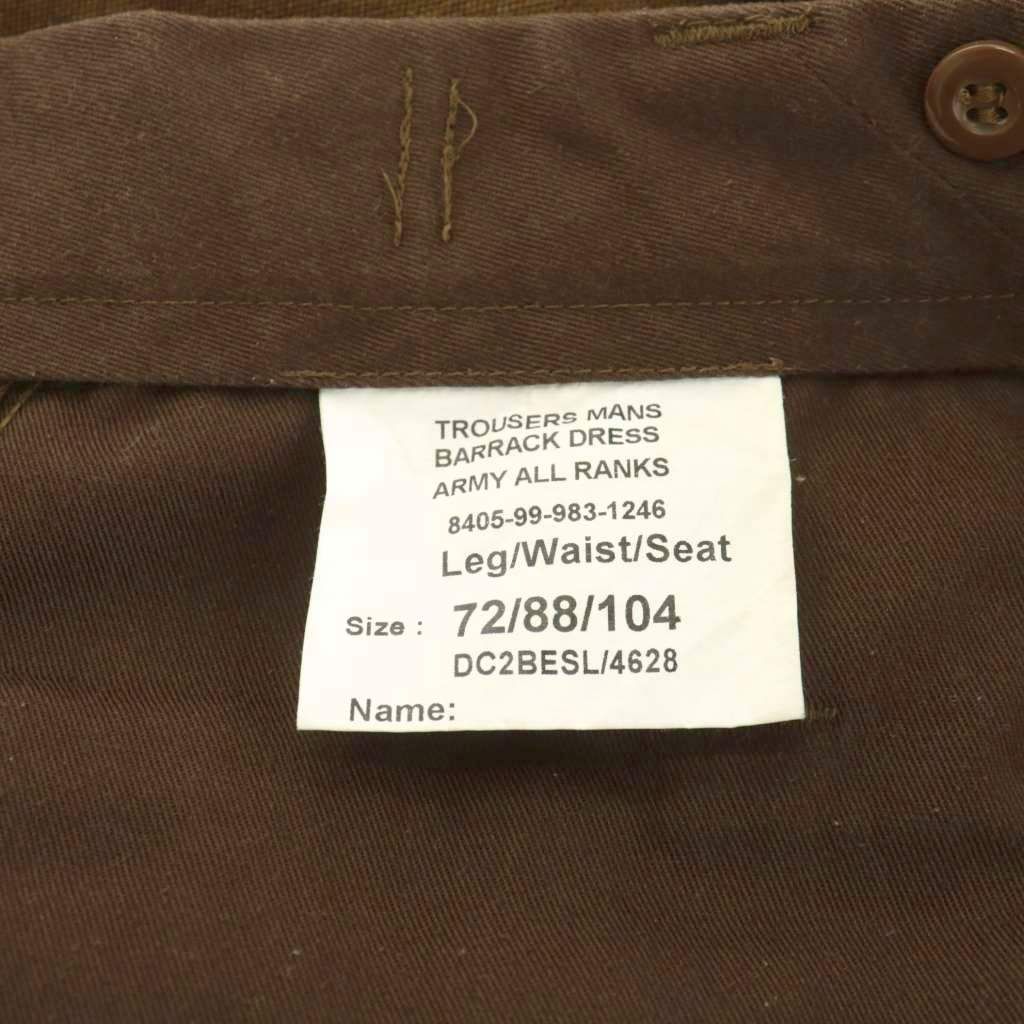 TROUSERS MANS
BARRACK DRESS
ARMY ALL RANKS
8405-99-983-1246
Leg/Waist/Seat
Size : 72/88/104
DC2BESL/4628
Name: